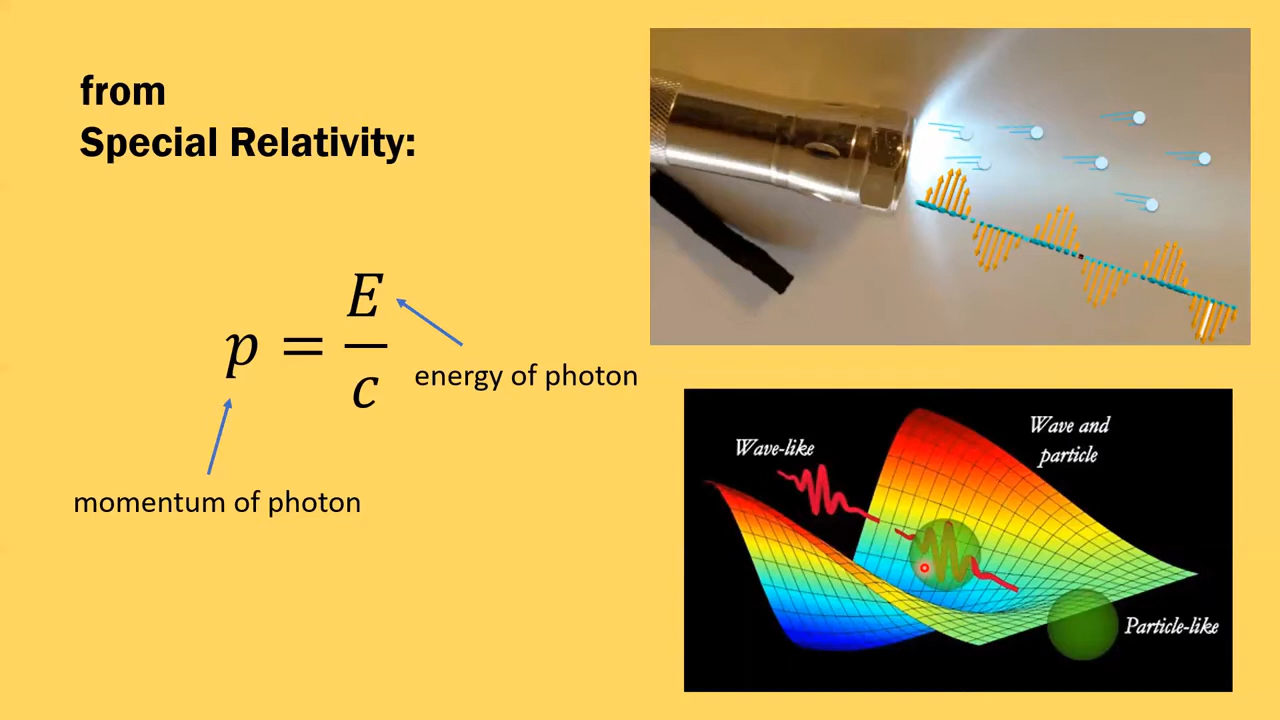 from
Special Relativity:
p = E/c
energy of photon
momentum of photon
Wave-like
Wave and
particle
Particle-like